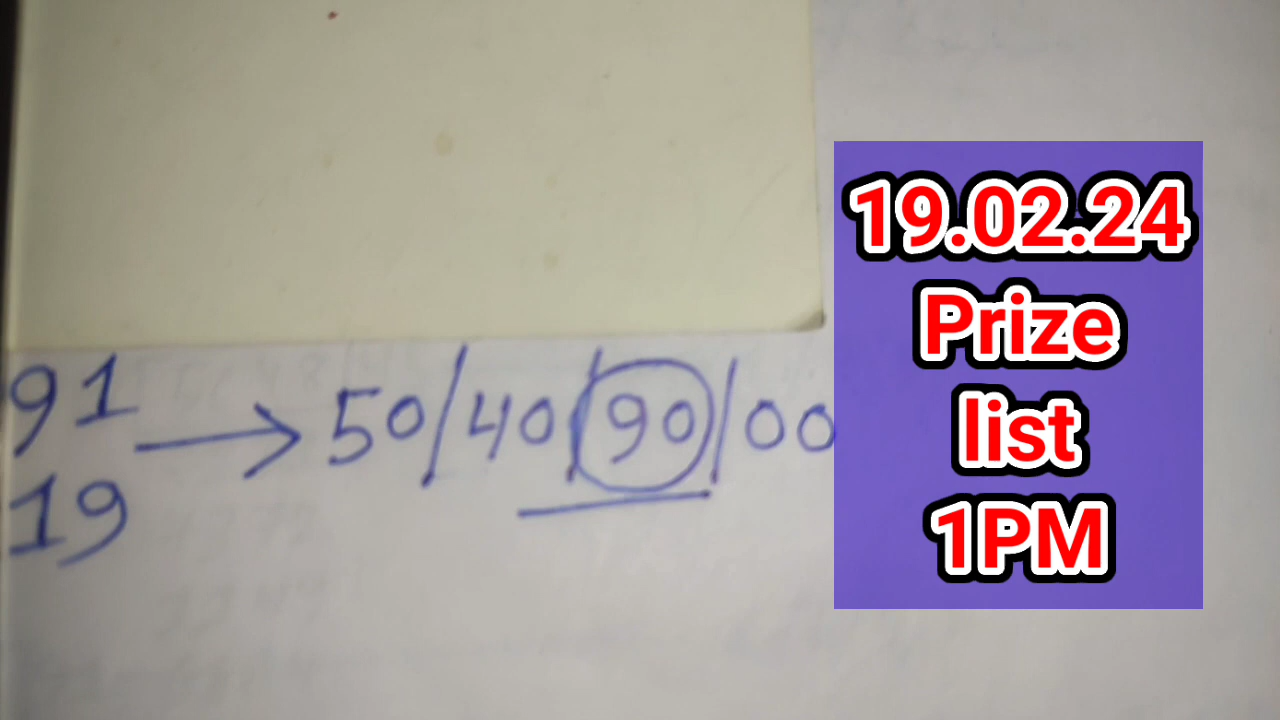 91
→ 50/40/90/00
19
19.02.24
Prize
list
1PM